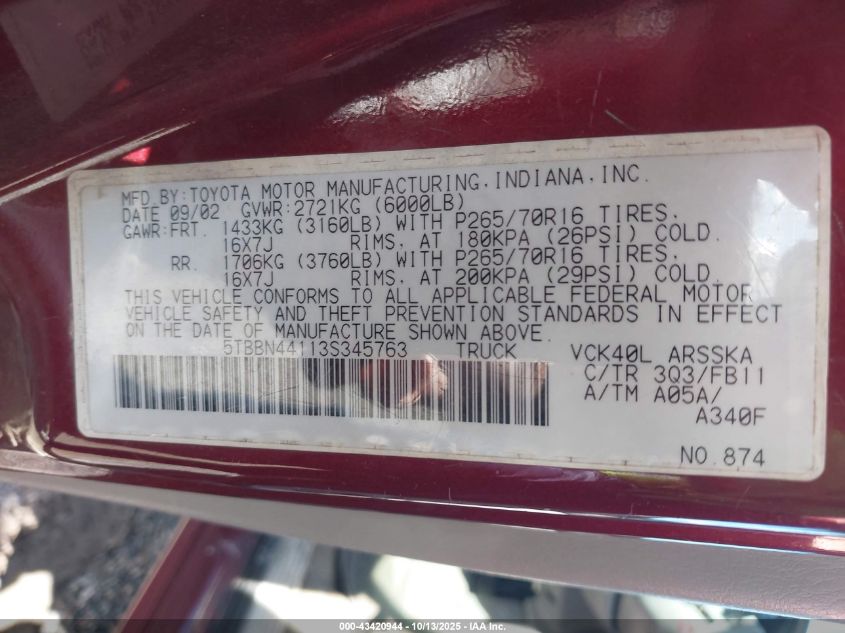 MFD.BY:TOYOTA MOTOR MANUFACTURING,INDIANA,INC.
DATE 09/02 GVWR:2721KG (6000LB)
GAWR:FRT. 1433KG (3160LB) WITH P265/70R16 TIRES,
16X7J RIMS, AT 180KPA (26PSI) COLD.
RR. 1706KG (3760LB) WITH P265/70R16 TIRES,
16X7J RIMS, AT 200KPA (29PSI) COLD.
THIS VEHICLE CONFORMS TO ALL APPLICABLE FEDERAL MOTOR
VEHICLE SAFETY AND THEFT PREVENTION STANDARDS IN EFFECT
ON THE DATE OF MANUFACTURE SHOWN ABOVE.
5TBBN44113S345763 TRUCK VCK40L ARSSKA
C/TR 3Q3/FB11
A/TM A05A/
A340F
NO.874
000-43420944 - 10/13/2025 - IAA Inc.